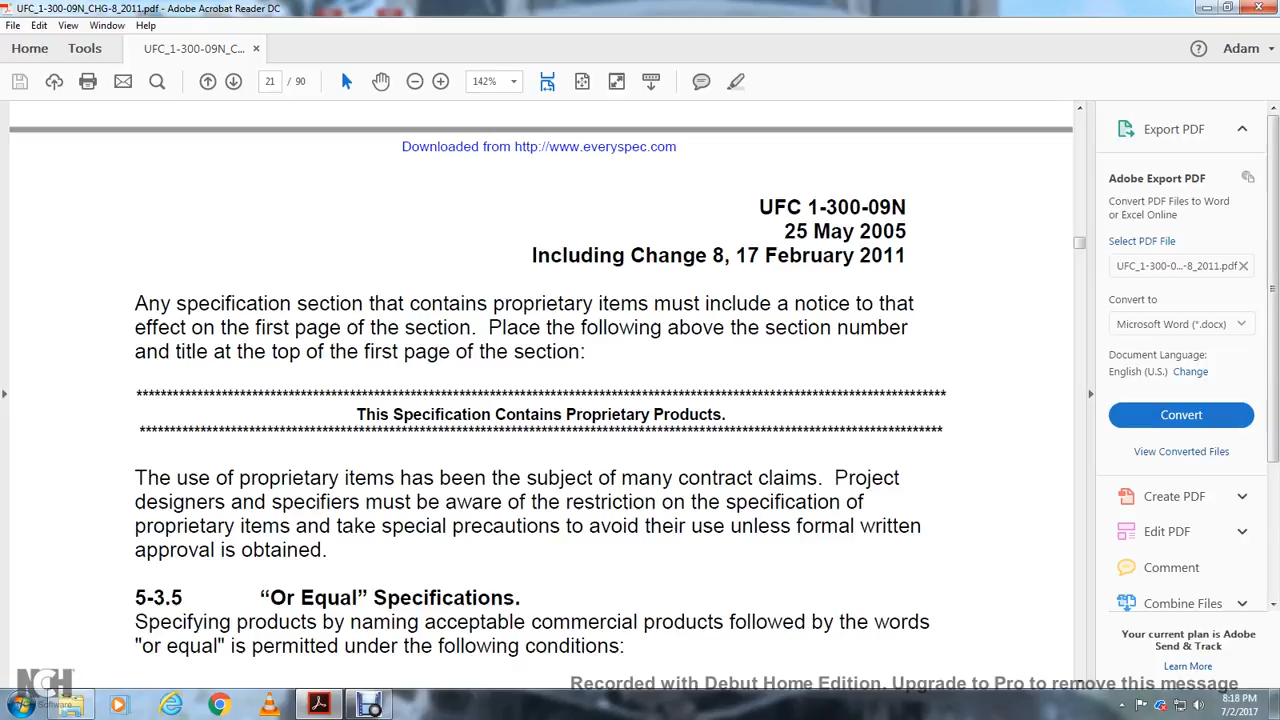 UFC_1-300-09N_CHG-8_2011.pdf - Adobe Acrobat Reader DC
File Edit View Window Help
Home Tools UFC_1-300-09N_C... × Adam
21 / 90 142%
Downloaded from http://www.everyspec.com
UFC 1-300-09N
25 May 2005
Including Change 8, 17 February 2011
Any specification section that contains proprietary items must include a notice to that
effect on the first page of the section. Place the following above the section number
and title at the top of the first page of the section:
This Specification Contains Proprietary Products.
The use of proprietary items has been the subject of many contract claims. Project
designers and specifiers must be aware of the restriction on the specification of
proprietary items and take special precautions to avoid their use unless formal written
approval is obtained.
5-3.5 “Or Equal” Specifications.
Specifying products by naming acceptable commercial products followed by the words
"or equal" is permitted under the following conditions:
Export PDF
Adobe Export PDF
Convert PDF Files to Word
or Excel Online
Select PDF File
UFC_1-300-0...-8_2011.pdf
Convert to
Microsoft Word (*.docx)
Document Language:
English (U.S.) Change
Convert
View Converted Files
Create PDF
Edit PDF
Comment
Combine Files
Your current plan is Adobe
Send & Track
Learn More
NCH Software
Recorded with Debut Home Edition. Upgrade to Pro to remove this message
8:18 PM
7/2/2017